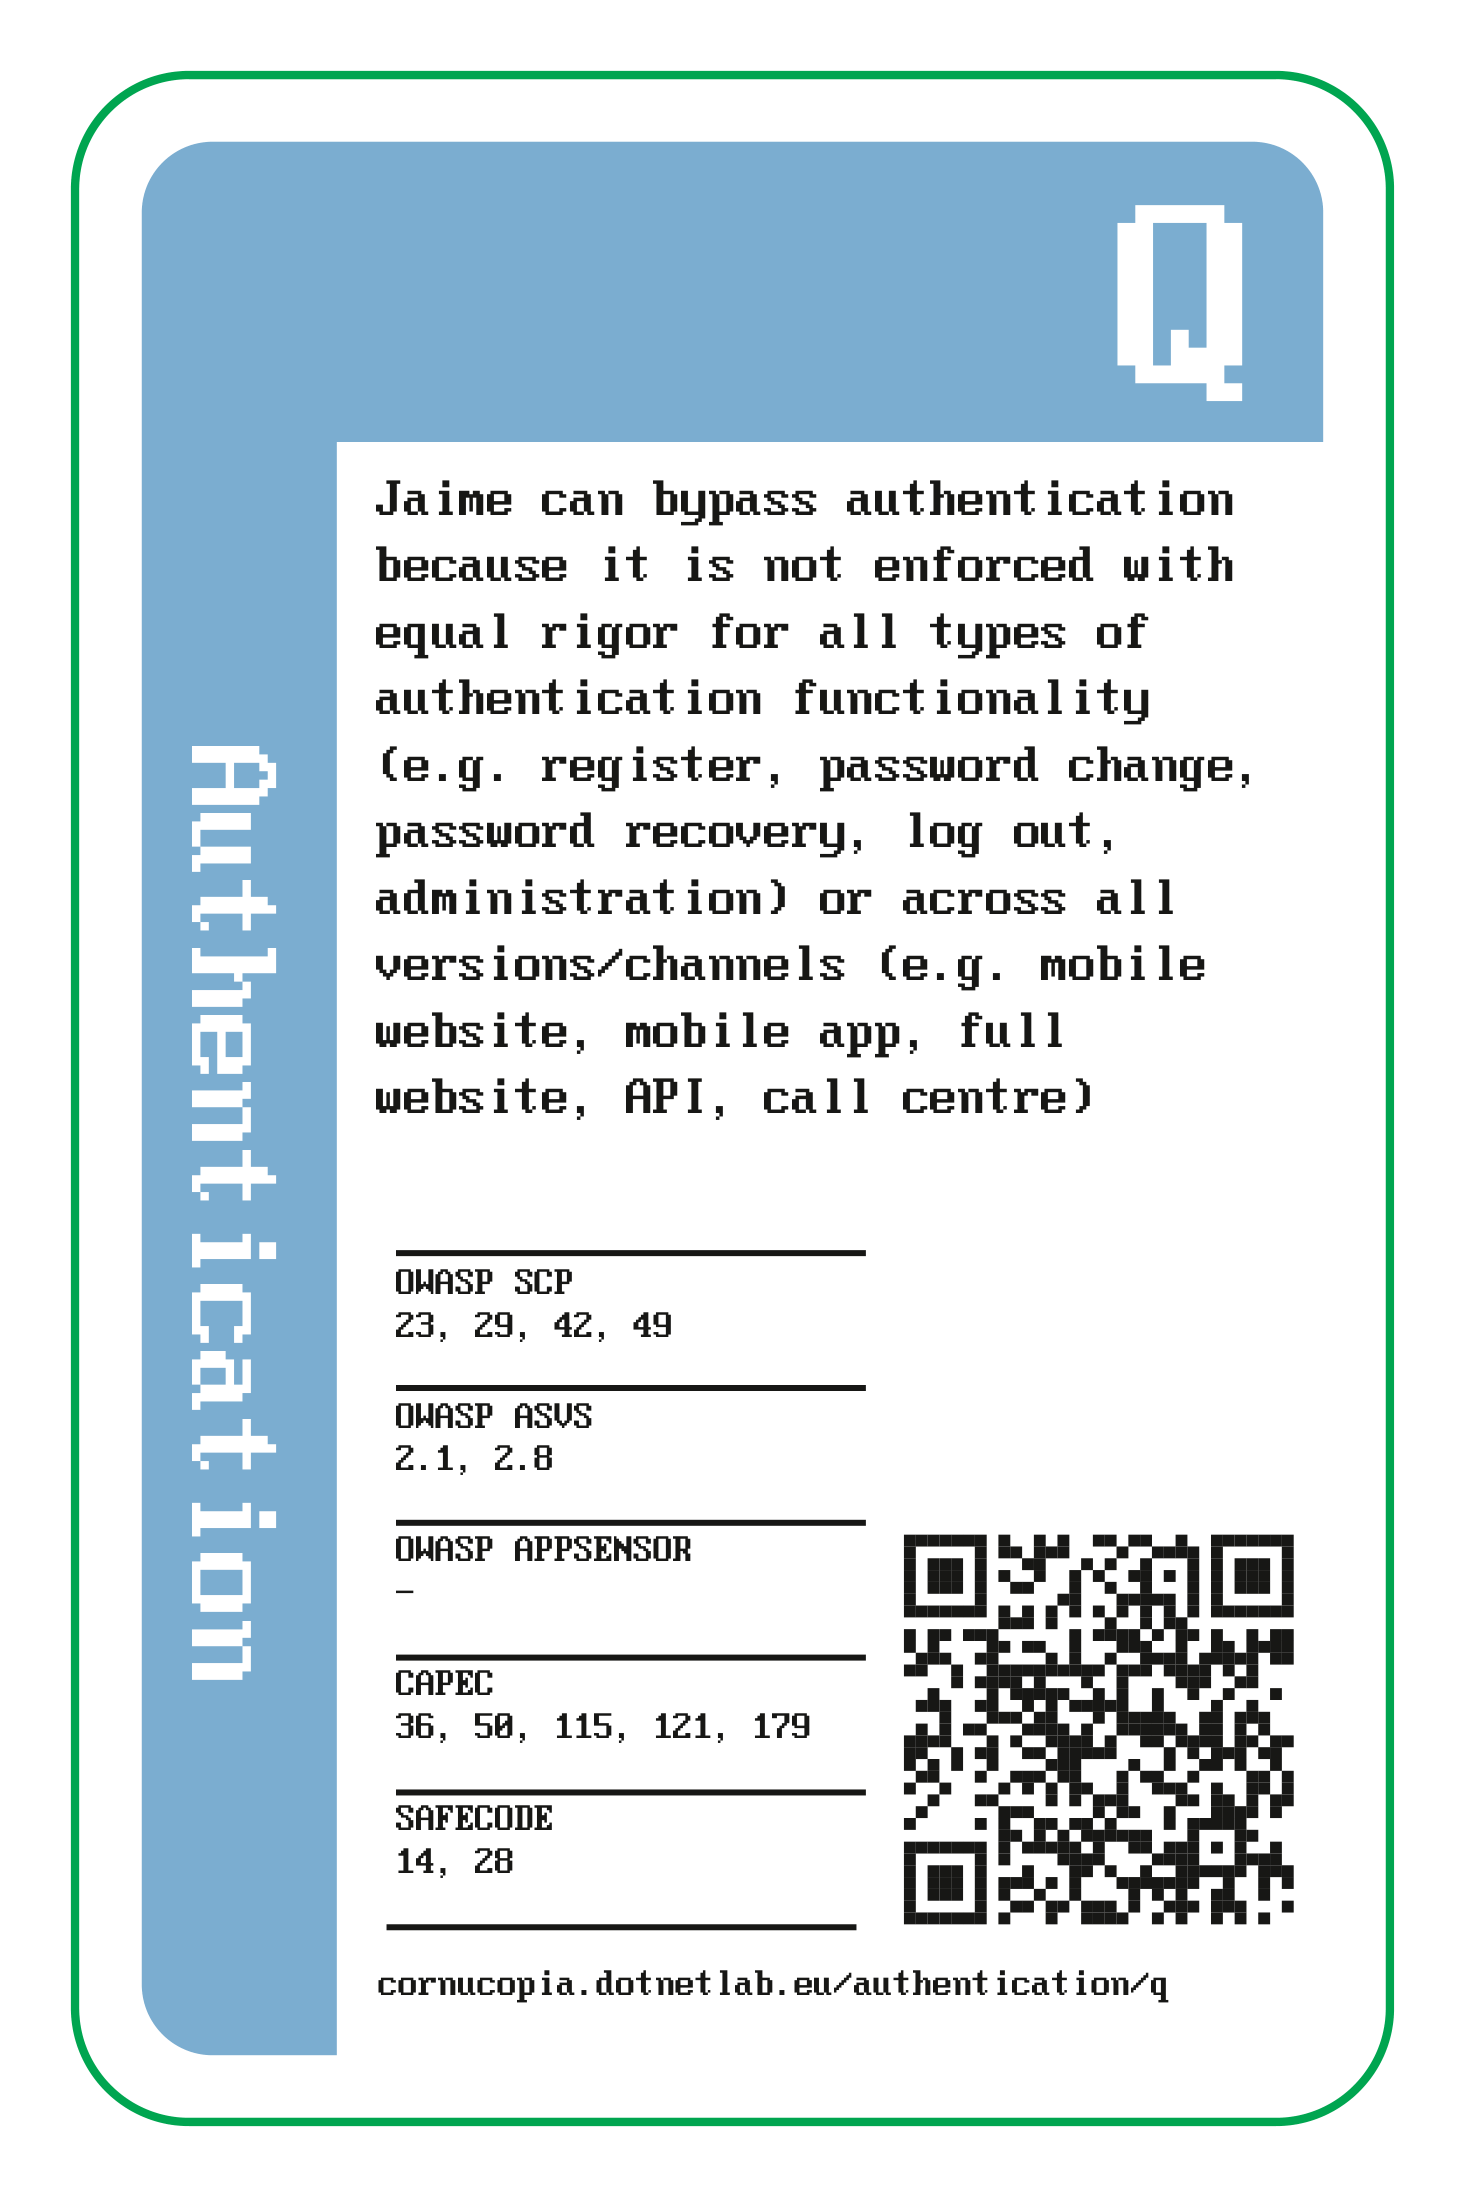 Q
Authentication
Jaime can bypass authentication
because it is not enforced with
equal rigor for all types of
authentication functionality
(e.g. register, password change,
password recovery, log out,
administration) or across all
versions/channels (e.g. mobile
website, mobile app, full
website, API, call centre)
OWASP SCP
23, 29, 42, 49
OWASP ASVS
2.1, 2.8
OWASP APPSENSOR
-
CAPEC
36, 50, 115, 121, 179
SAFECODE
14, 28
cornucopia.dotnetlab.eu/authentication/q